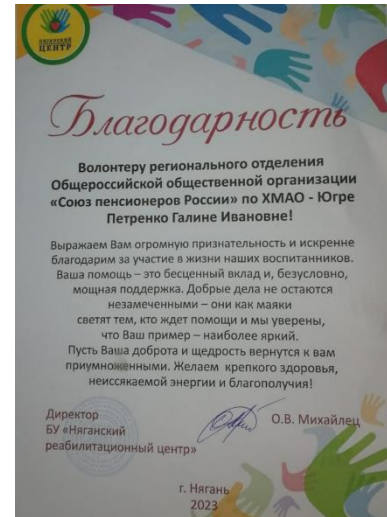 НЯГАНСКИЙ
ЦЕНТР
Благодарность
Волонтеру регионального отделения
Общероссийской общественной организации
«Союз пенсионеров России» по ХМАО - Югре
Петренко Галине Ивановне!
Выражаем Вам огромную признательность и искренне
благодарим за участие в жизни наших воспитанников.
Ваша помощь – это бесценный вклад и, безусловно,
мощная поддержка. Добрые дела не остаются
незамеченными – они как маяки
светят тем, кто ждет помощи и мы уверены,
что Ваш пример – наиболее яркий.
Пусть Ваша доброта и щедрость вернутся к вам
приумноженными. Желаем крепкого здоровья,
неиссякаемой энергии и благополучия!
Директор
БУ «Няганский
реабилитационный центр»
О.В. Михайлец
г. Нягань
2023